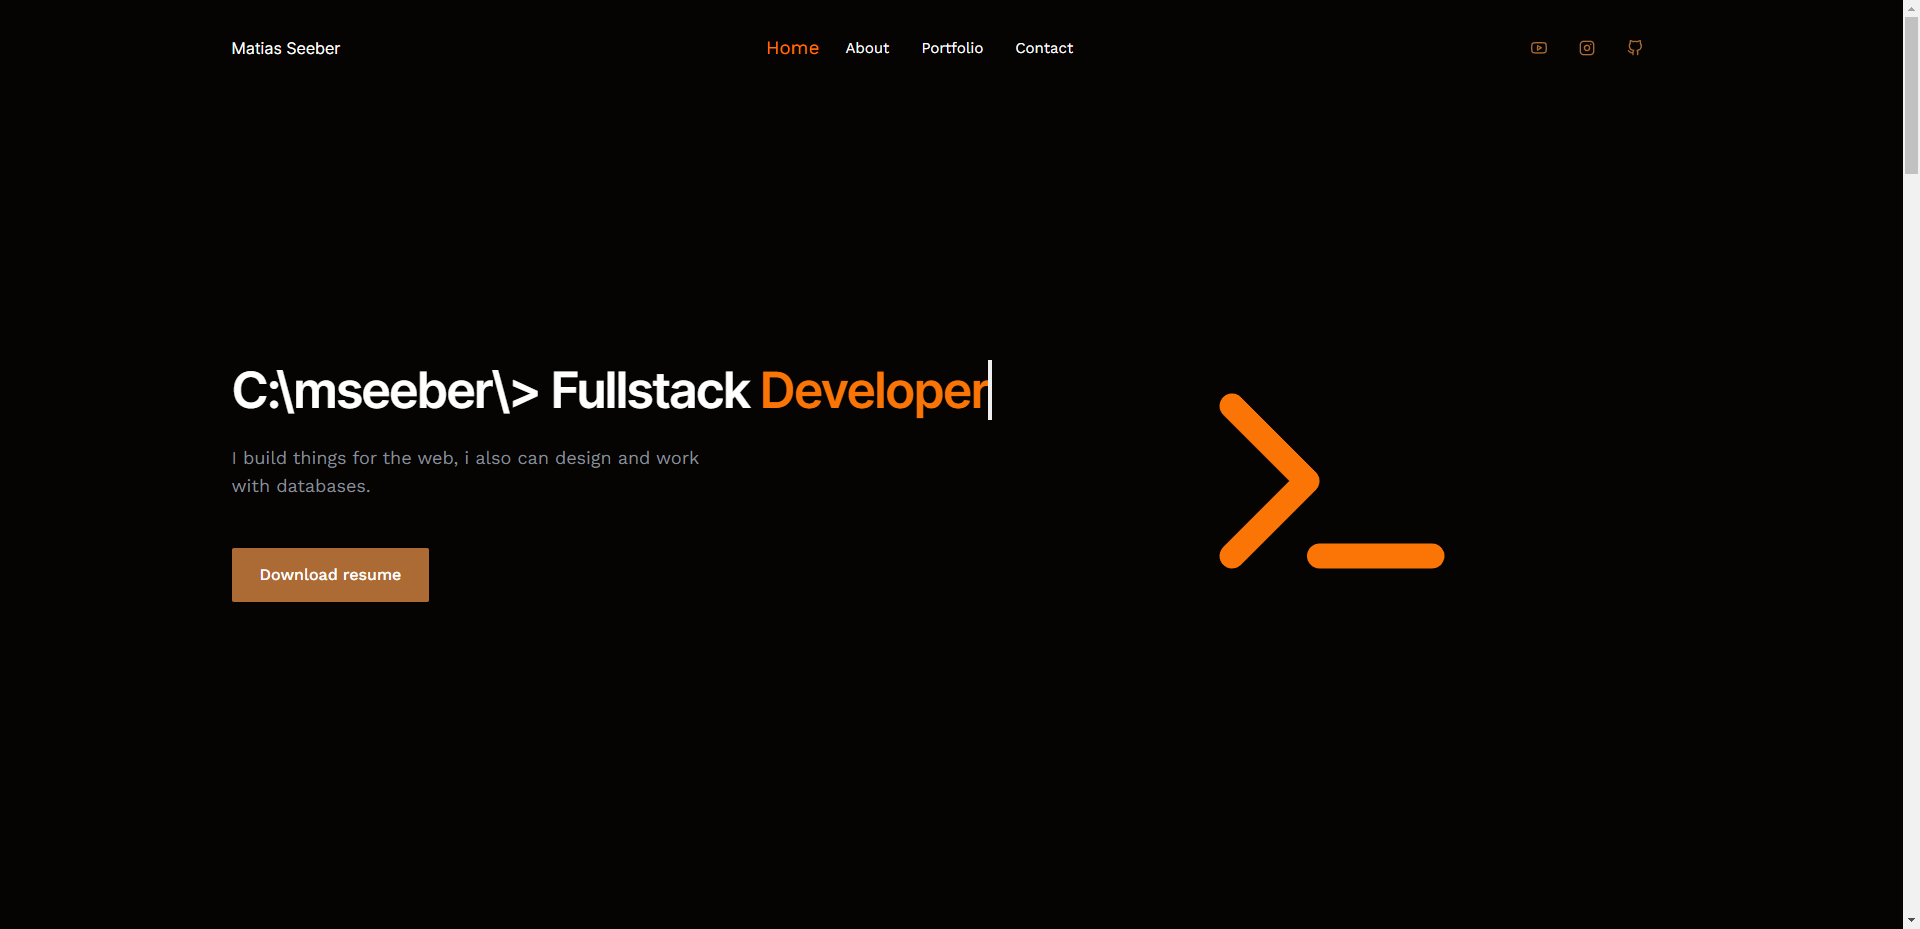 Matias Seeber
Home About Portfolio Contact
C:\mseeber\> Fullstack Developer
I build things for the web, i also can design and work
with databases.
Download resume